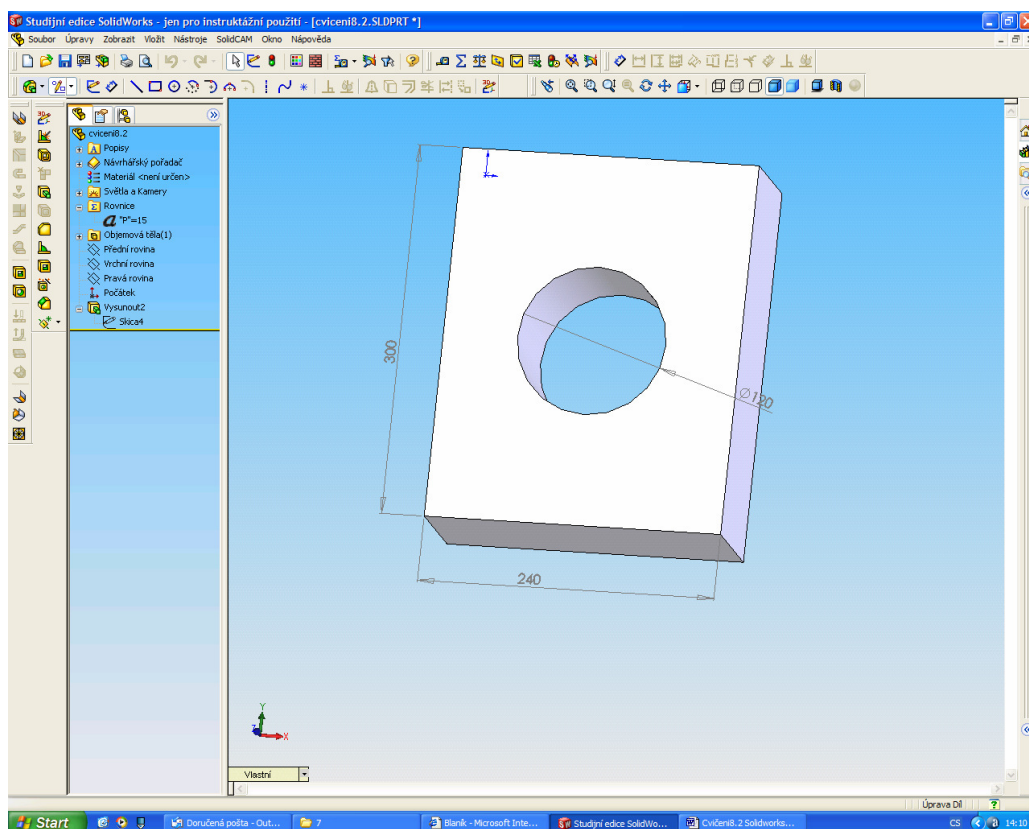 Studijní edice SolidWorks - jen pro instruktážní použití - [cviceni8.2.SLDPRT *]
Soubor Úpravy Zobrazit Vložit Nástroje SolidCAM Okno Nápověda
cviceni8.2
Popisy
Návrhářský pořadač
Materiál <není určen>
Světla a Kamery
Rovnice
"P"=15
Objemová těla(1)
Přední rovina
Vrchní rovina
Pravá rovina
Počátek
Vysunout2
Skica4
300
Ø120
240
Y
Z
X
Vlastní
Úprava Díl
Start
Doručená pošta - Out...
7
Blaník - Microsoft Inte...
Studijní edice SolidWo...
Cvičení8.2 Solidworks...
CS
14:10